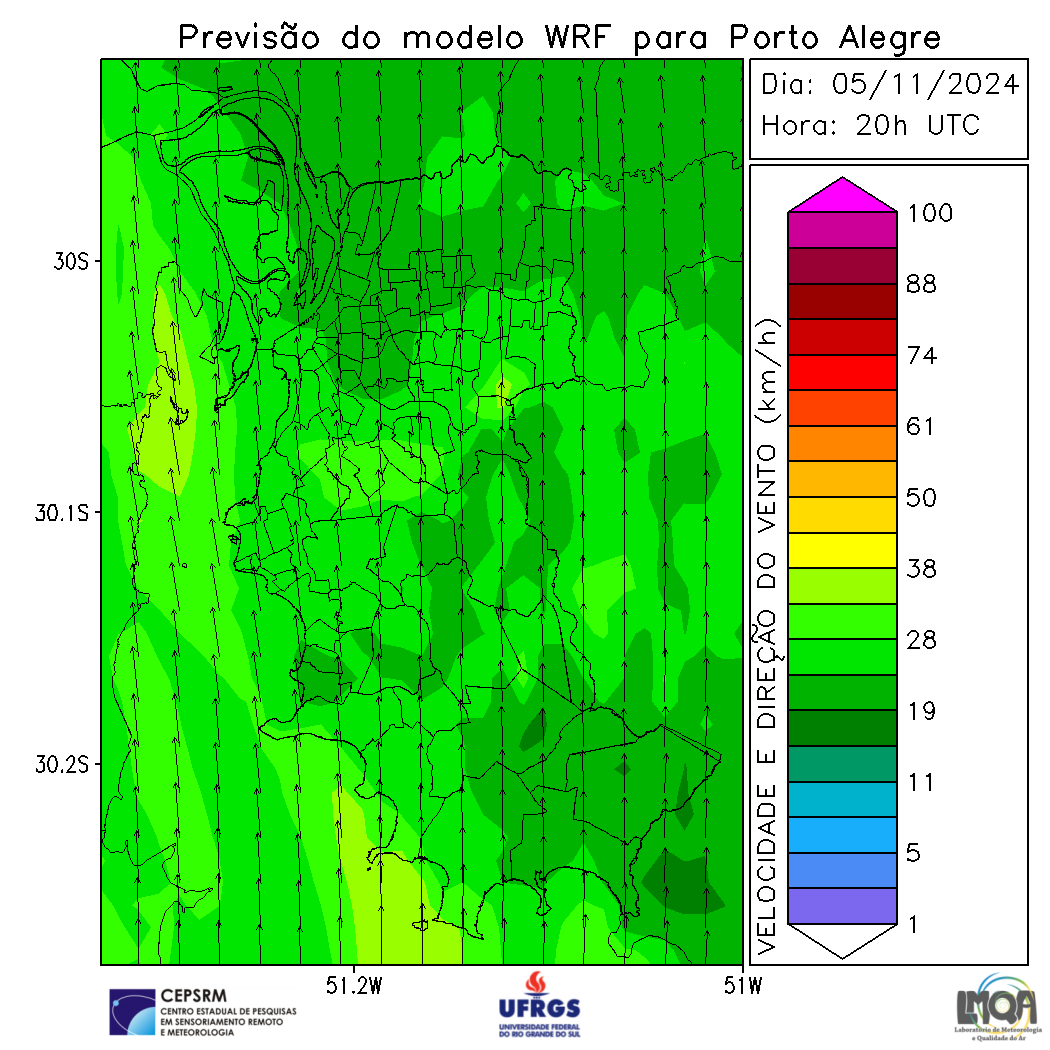 Previsão do modelo WRF para Porto Alegre
Dia: 05/11/2024
Hora: 20h UTC
30S
30.1S
30.2S
51.2W
51W
VELOCIDADE E DIREÇÃO DO VENTO (km/h)
100
88
74
61
50
38
28
19
11
5
1
CEPSRM
CENTRO ESTADUAL DE PESQUISAS
EM SENSORIAMENTO REMOTO
E METEOROLOGIA
UFRGS
UNIVERSIDADE FEDERAL
DO RIO GRANDE DO SUL
LMQA
Laboratório de Meteorologia
e Qualidade do Ar